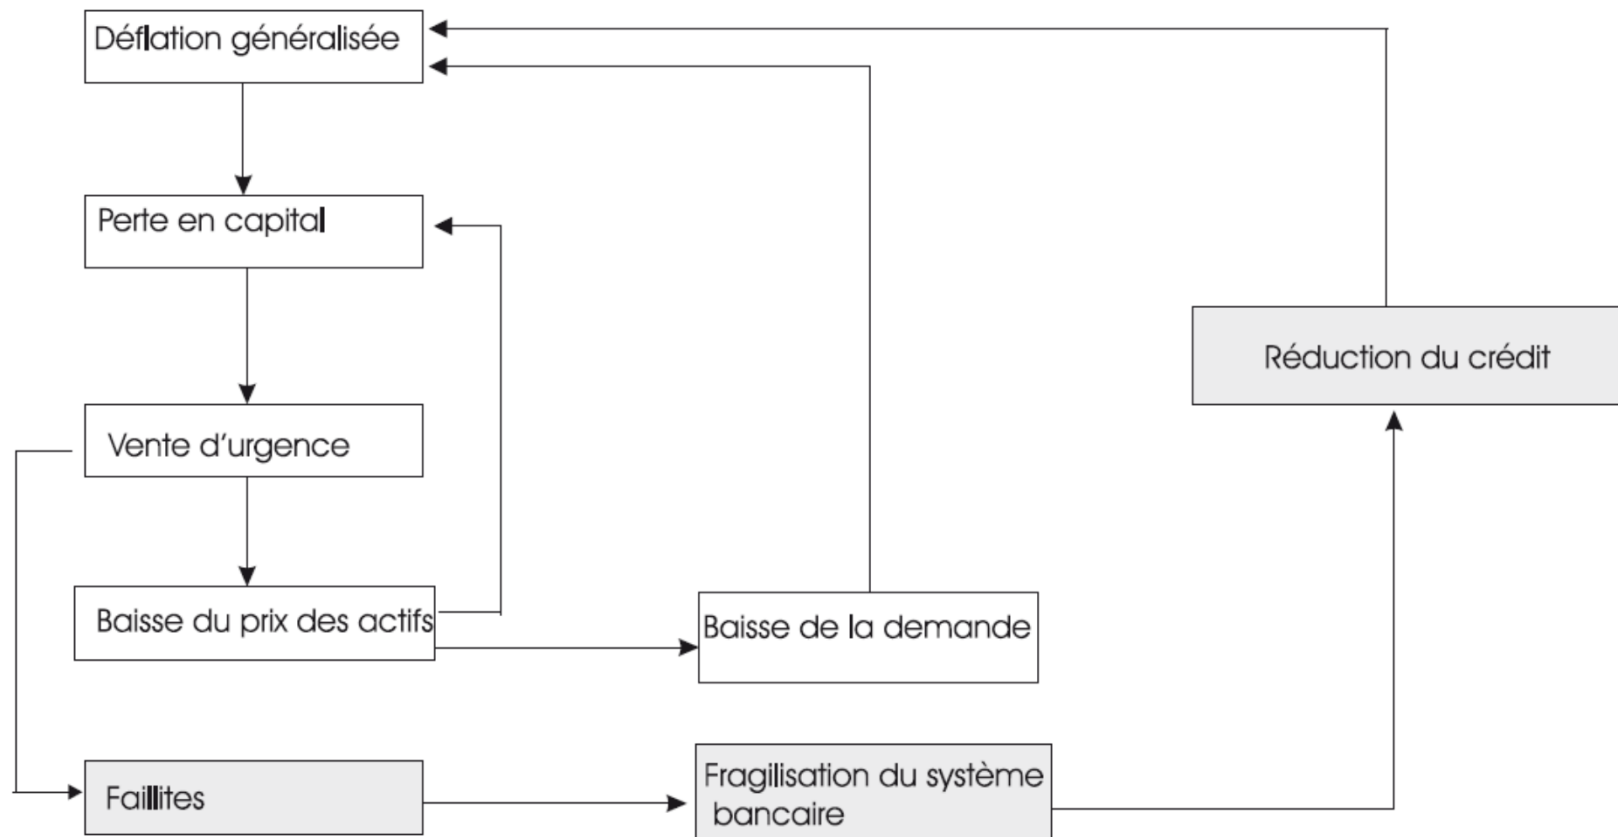 Déflation généralisée
Perte en capital
Réduction du crédit
Vente d'urgence
Baisse du prix des actifs
Baisse de la demande
Faillites
Fragilisation du système
bancaire